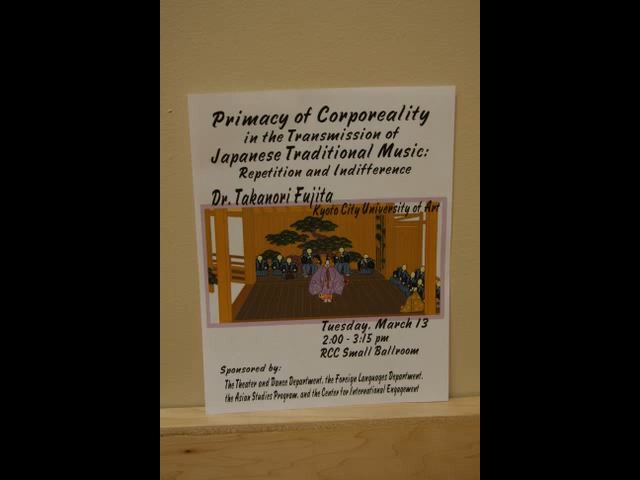 Primacy of Corporeality
in the Transmission of
Japanese Traditional Music:
Repetition and Indifference
Dr. Takanori Fujita
Kyoto City University of Art
Tuesday. March 13
2:00 - 3:15 pm
RCC Small Ballroom
Sponsored by:
The Theater and Dance Department, the Foreign Languages Department,
the Asian Studies Program, and the Center for International Engagement